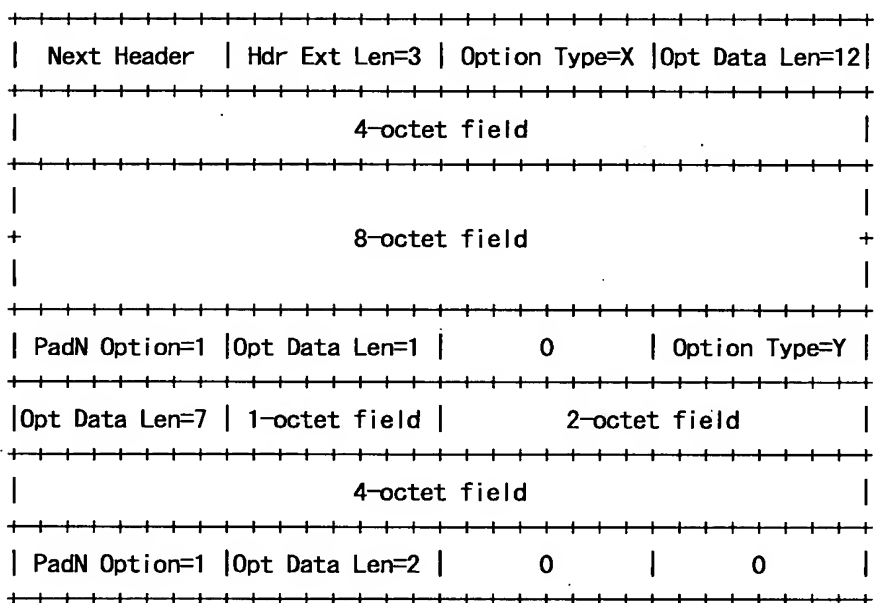 +-+-+-+-+-+-+-+-+-+-+-+-+-+-+-+-+-+-+-+-+-+-+-+-+-+-+-+-+-+-+-+-+
| Next Header | Hdr Ext Len=3 | Option Type=X |Opt Data Len=12|
+-+-+-+-+-+-+-+-+-+-+-+-+-+-+-+-+-+-+-+-+-+-+-+-+-+-+-+-+-+-+-+-+
| 4-octet field |
+-+-+-+-+-+-+-+-+-+-+-+-+-+-+-+-+-+-+-+-+-+-+-+-+-+-+-+-+-+-+-+-+
| |
+ 8-octet field +
| |
+-+-+-+-+-+-+-+-+-+-+-+-+-+-+-+-+-+-+-+-+-+-+-+-+-+-+-+-+-+-+-+-+
| PadN Option=1 |Opt Data Len=1 | 0 | Option Type=Y |
+-+-+-+-+-+-+-+-+-+-+-+-+-+-+-+-+-+-+-+-+-+-+-+-+-+-+-+-+-+-+-+-+
|Opt Data Len=7 | 1-octet field | 2-octet field |
+-+-+-+-+-+-+-+-+-+-+-+-+-+-+-+-+-+-+-+-+-+-+-+-+-+-+-+-+-+-+-+-+
| 4-octet field |
+-+-+-+-+-+-+-+-+-+-+-+-+-+-+-+-+-+-+-+-+-+-+-+-+-+-+-+-+-+-+-+-+
| PadN Option=1 |Opt Data Len=2 | 0 | 0 |
+-+-+-+-+-+-+-+-+-+-+-+-+-+-+-+-+-+-+-+-+-+-+-+-+-+-+-+-+-+-+-+-+